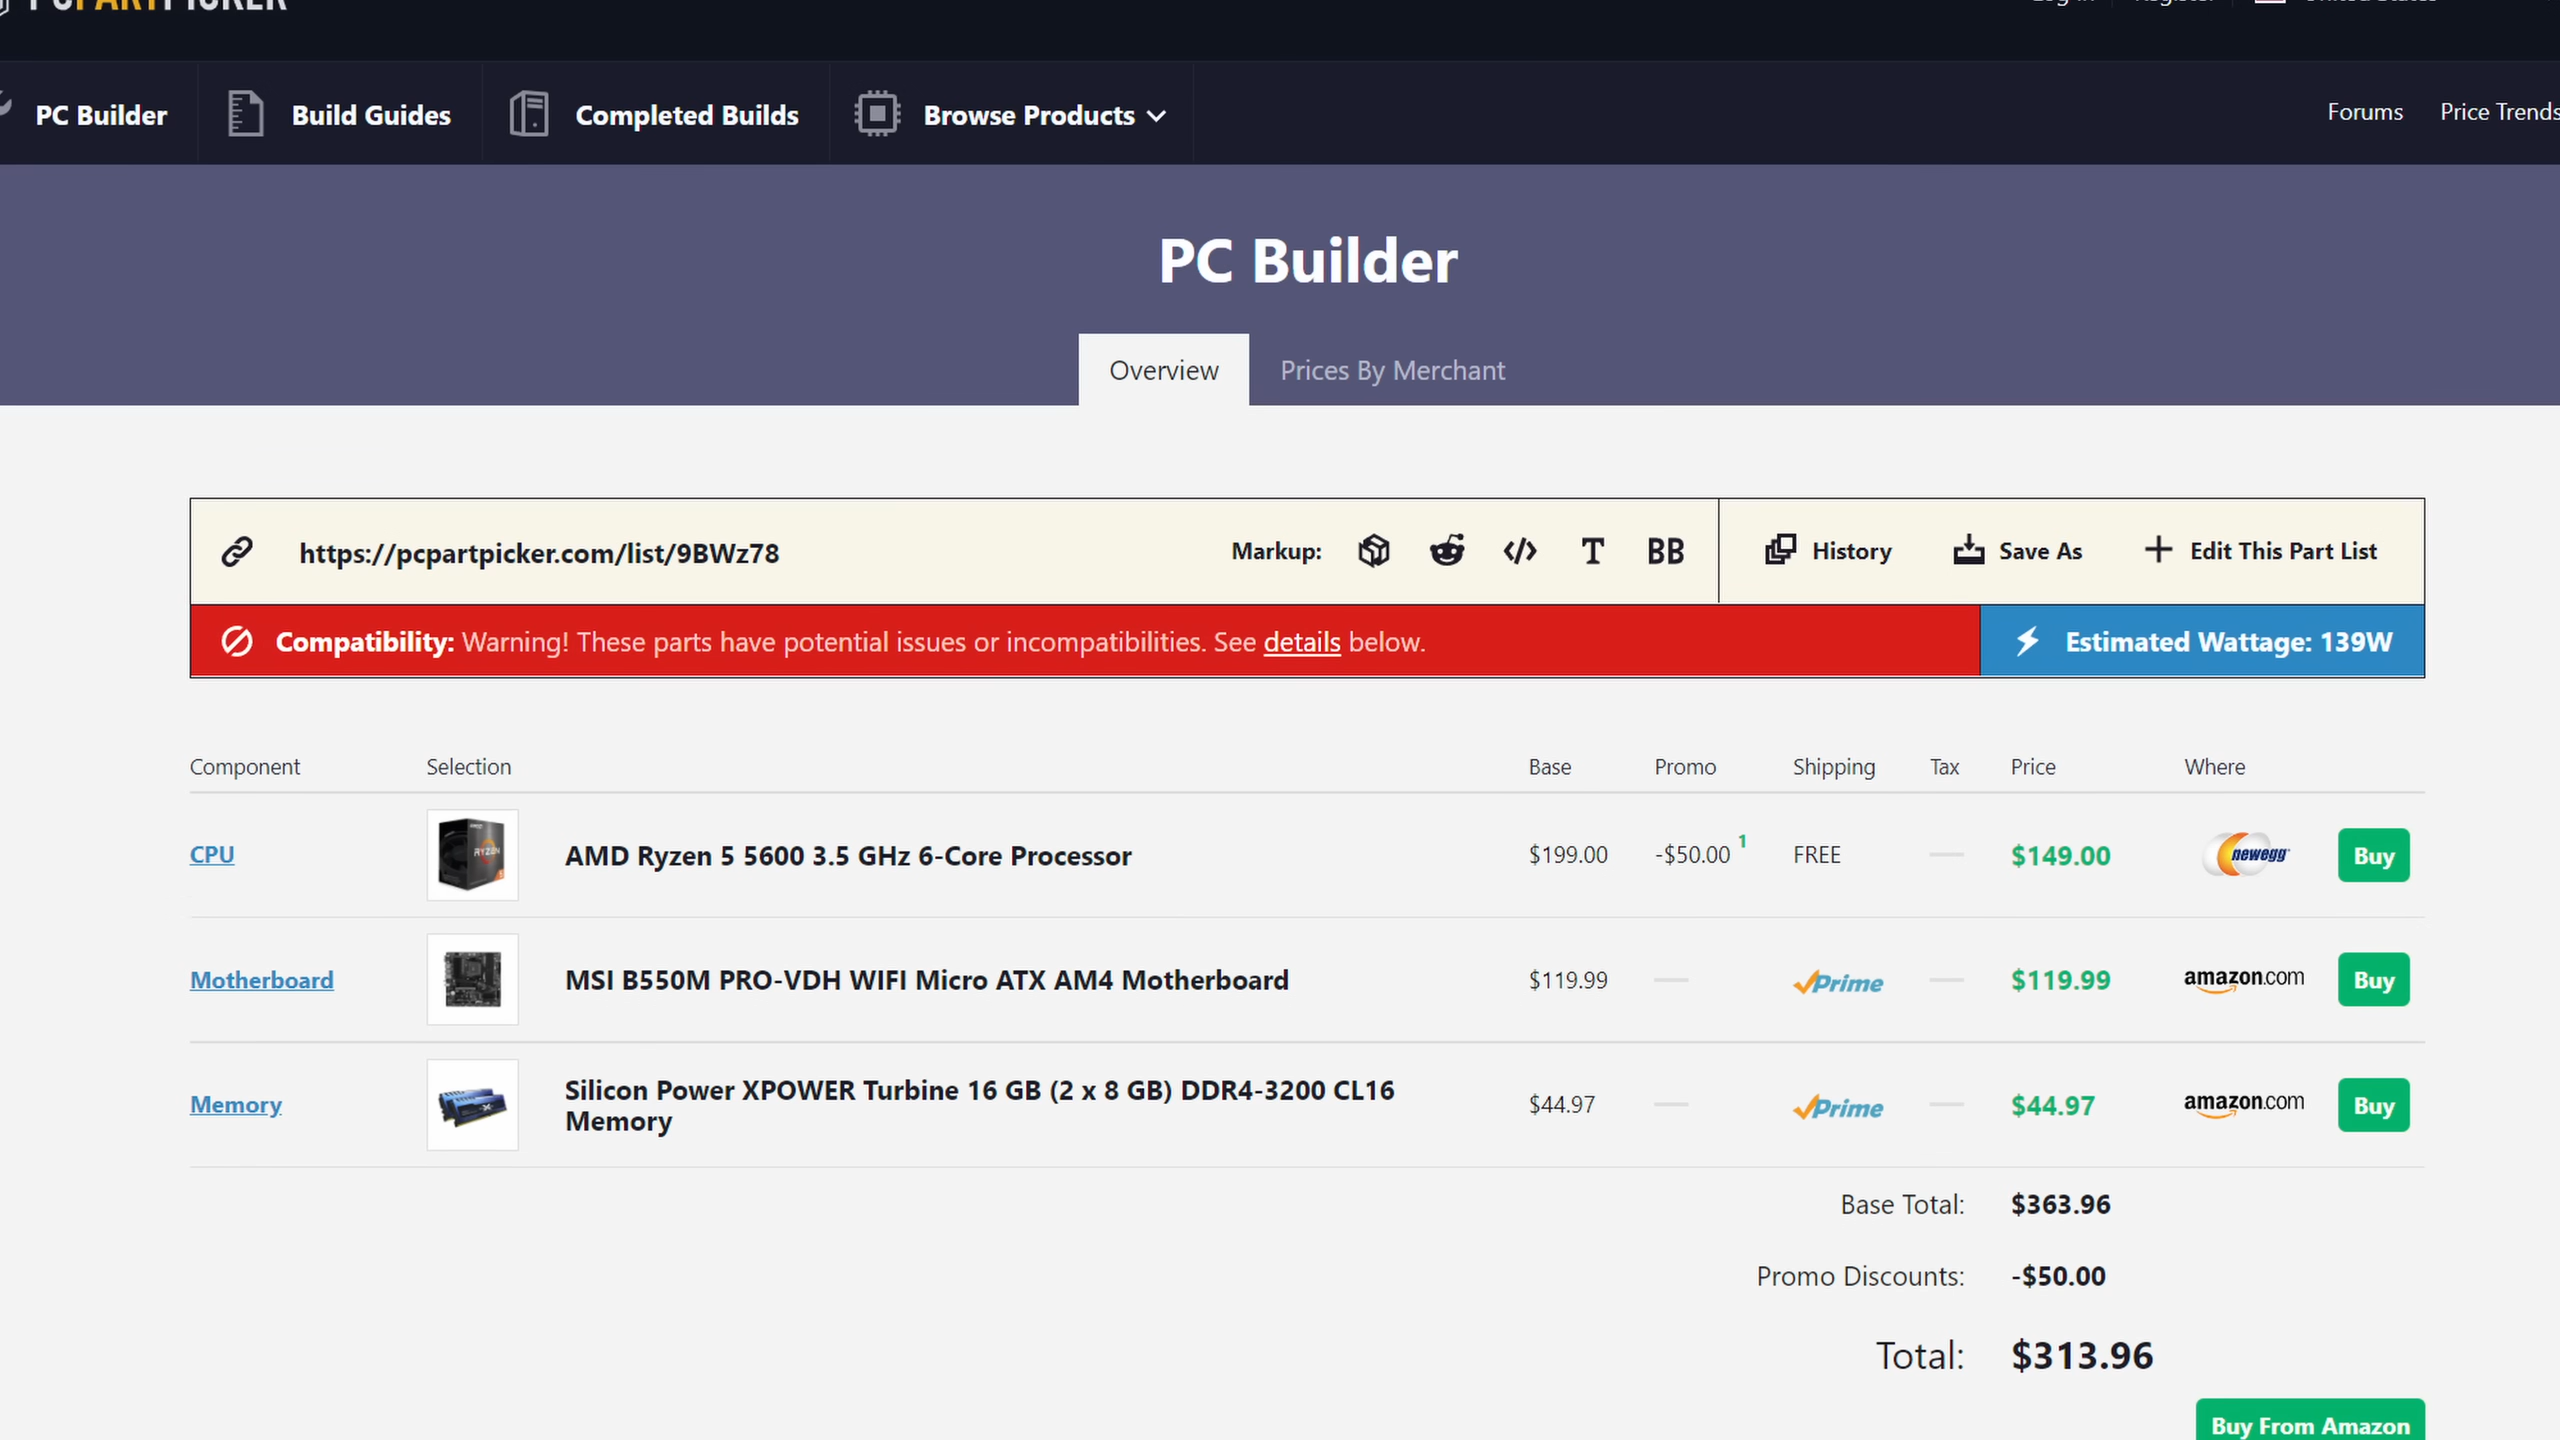 PCPARTPICKER
Log In Register United States
PC Builder Build Guides Completed Builds Browse Products Forums Price Trends
PC Builder
Overview Prices By Merchant
https://pcpartpicker.com/list/9BWz78 Markup: T BB History Save As Edit This Part List
Compatibility: Warning! These parts have potential issues or incompatibilities. See details below. Estimated Wattage: 139W
Component Selection Base Promo Shipping Tax Price Where
CPU AMD Ryzen 5 5600 3.5 GHz 6-Core Processor $199.00 -$50.00 1 FREE — $149.00 newegg Buy
Motherboard MSI B550M PRO-VDH WIFI Micro ATX AM4 Motherboard $119.99 — Prime — $119.99 amazon.com Buy
Memory Silicon Power XPOWER Turbine 16 GB (2 x 8 GB) DDR4-3200 CL16
Memory $44.97 — Prime — $44.97 amazon.com Buy
Base Total: $363.96
Promo Discounts: -$50.00
Total: $313.96
Buy From Amazon